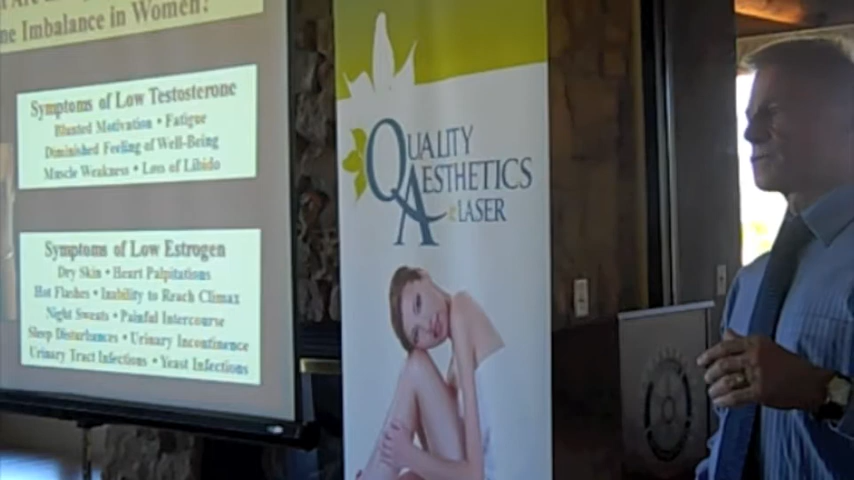 ne Imbalance in Women?
Symptoms of Low Testosterone
Blunted Motivation • Fatigue
Diminished Feeling of Well-Being
Muscle Weakness • Loss of Libido
Symptoms of Low Estrogen
Dry Skin • Heart Palpitations
Hot Flashes • Inability to Reach Climax
Night Sweats • Painful Intercourse
Sleep Disturbances • Urinary Incontinence
Urinary Tract Infections • Yeast Infections
QUALITY
AESTHETICS
& LASER